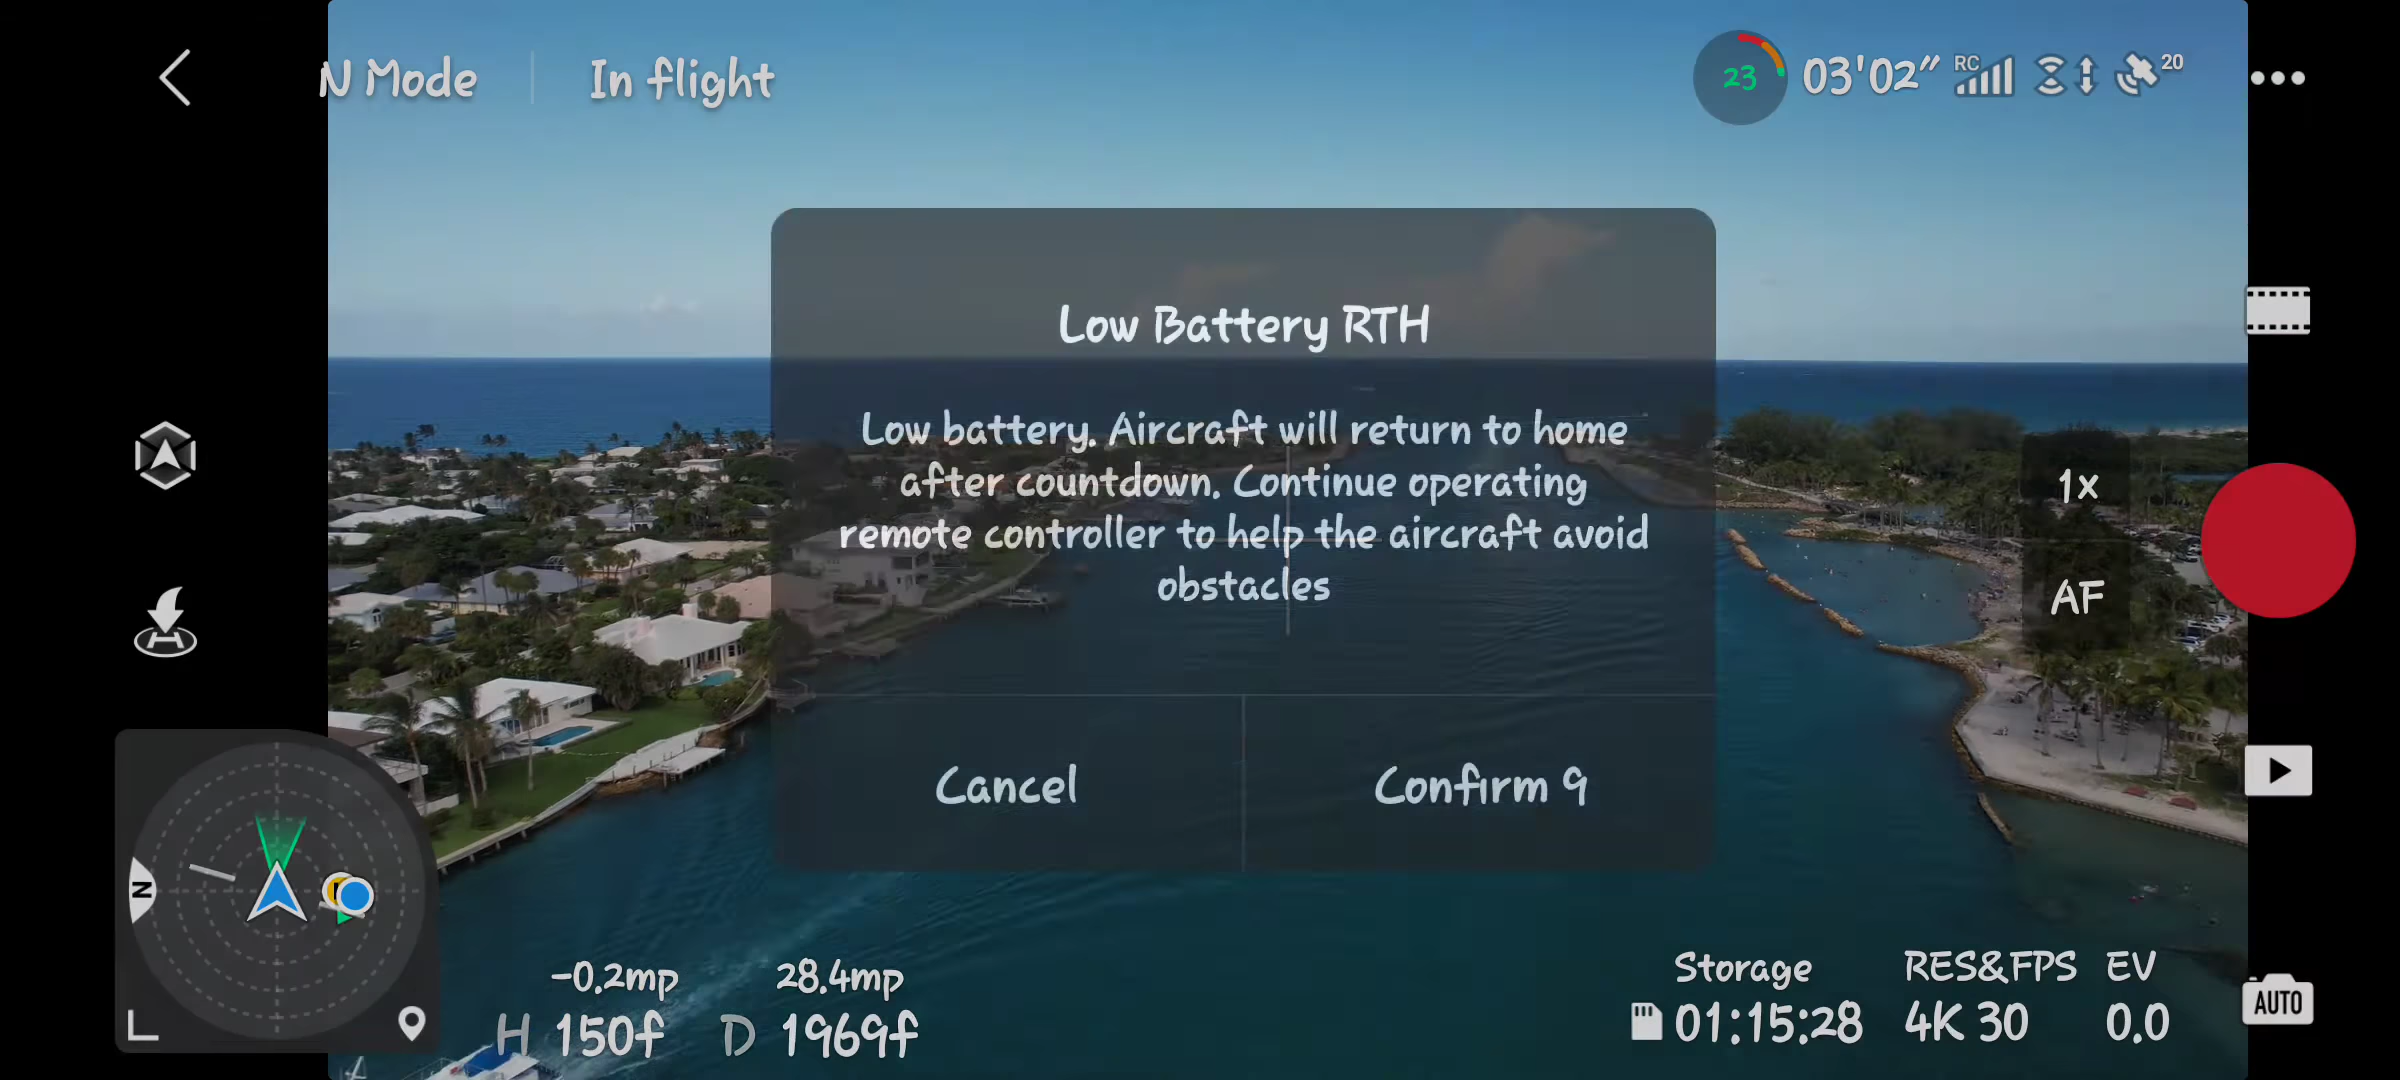 N Mode
In flight
23
03'02"
RC
20
Low Battery RTH
Low battery. Aircraft will return to home
after countdown. Continue operating
remote controller to help the aircraft avoid
obstacles
Cancel
Confirm 9
1x
AF
N
-0.2mp
28.4mp
H 150f
D 1969f
Storage
01:15:28
RES&FPS
4K 30
EV
0.0
AUTO